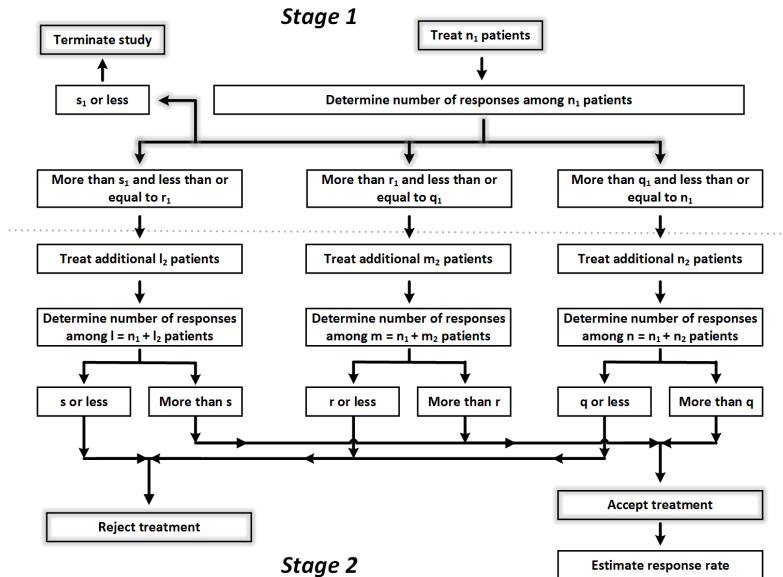 Stage 1
Terminate study
Treat n₁ patients
s₁ or less
Determine number of responses among n₁ patients
More than s₁ and less than or
equal to r₁
More than r₁ and less than or
equal to q₁
More than q₁ and less than or
equal to n₁
Treat additional l₂ patients
Treat additional m₂ patients
Treat additional n₂ patients
Determine number of responses
among l = n₁ + l₂ patients
Determine number of responses
among m = n₁ + m₂ patients
Determine number of responses
among n = n₁ + n₂ patients
s or less
More than s
r or less
More than r
q or less
More than q
Reject treatment
Accept treatment
Stage 2
Estimate response rate